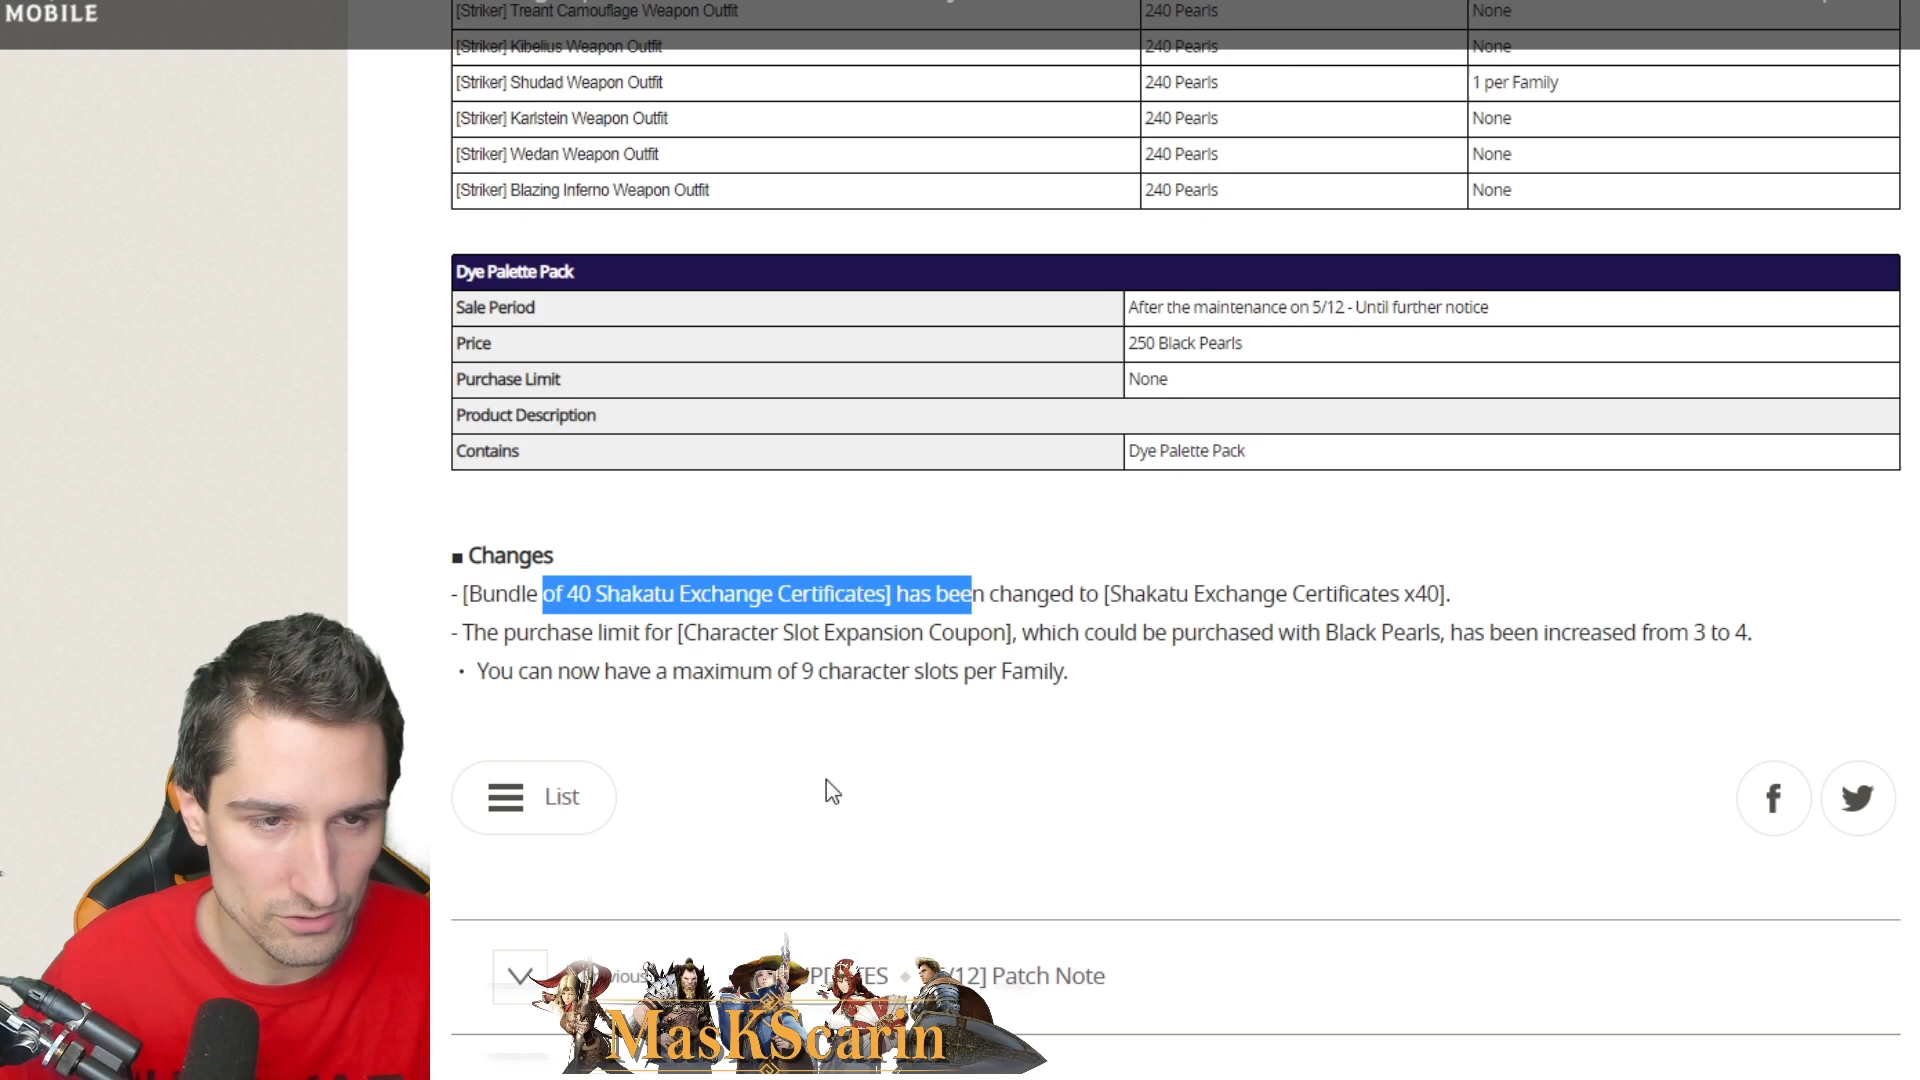 MOBILE
[Striker] Treant Camouflage Weapon Outfit 240 Pearls None
[Striker] Kibelius Weapon Outfit 240 Pearls None
[Striker] Shudad Weapon Outfit 240 Pearls 1 per Family
[Striker] Karlstein Weapon Outfit 240 Pearls None
[Striker] Wedan Weapon Outfit 240 Pearls None
[Striker] Blazing Inferno Weapon Outfit 240 Pearls None
Dye Palette Pack
Sale Period After the maintenance on 5/12 - Until further notice
Price 250 Black Pearls
Purchase Limit None
Product Description
Contains Dye Palette Pack
■ Changes
- [Bundle of 40 Shakatu Exchange Certificates] has been changed to [Shakatu Exchange Certificates x40].
- The purchase limit for [Character Slot Expansion Coupon], which could be purchased with Black Pearls, has been increased from 3 to 4.
• You can now have a maximum of 9 character slots per Family.
List
12] Patch Note
MasKScarin